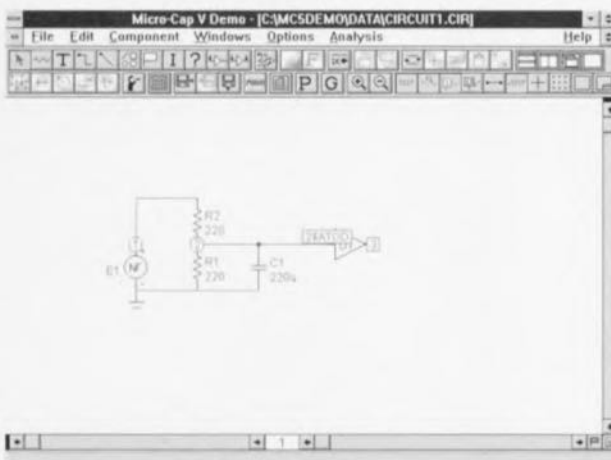 Micro-Cap V Demo - [C:\MC5DEMO\DATA\CIRCUIT1.CIR]
File Edit Component Windows Options Analysis Help
T I ?
P G
R2
220
R1
220
C1
220u
E1
NF
U1
1